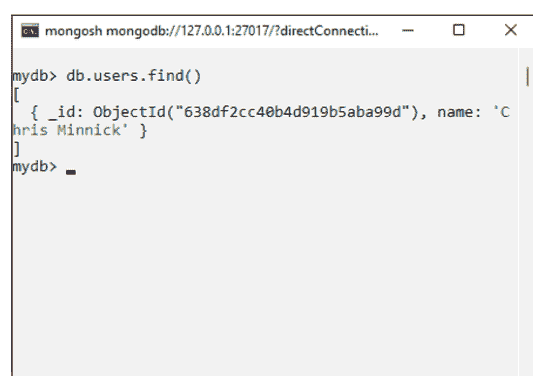 mongosh mongodb://127.0.0.1:27017/?directConnecti...
mydb> db.users.find()
[
  { _id: ObjectId("638df2cc40b4d919b5aba99d"), name: 'C
hris Minnick' }
]
mydb>